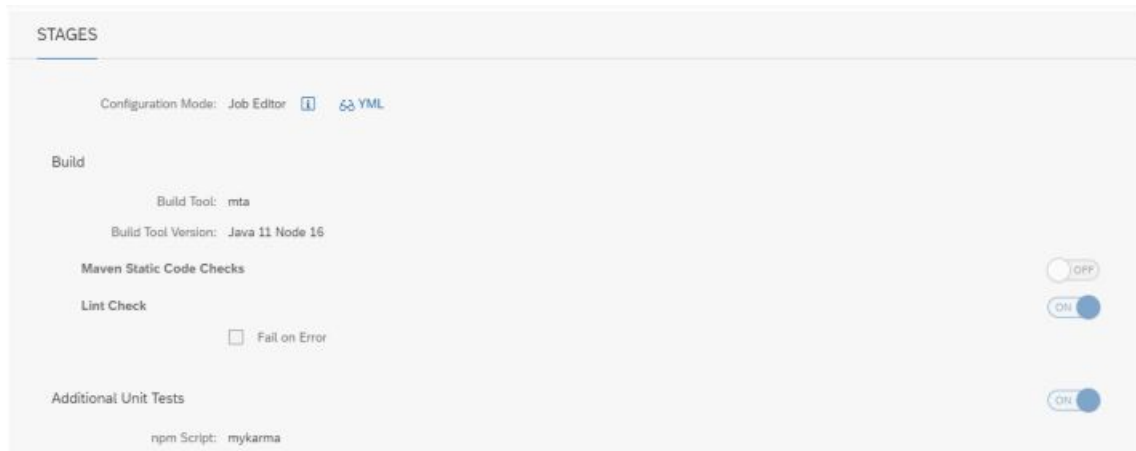 STAGES
Configuration Mode: Job Editor YML
Build
Build Tool: mta
Build Tool Version: Java 11 Node 16
Maven Static Code Checks OFF
Lint Check ON
Fail on Error
Additional Unit Tests ON
npm Script: mykarma